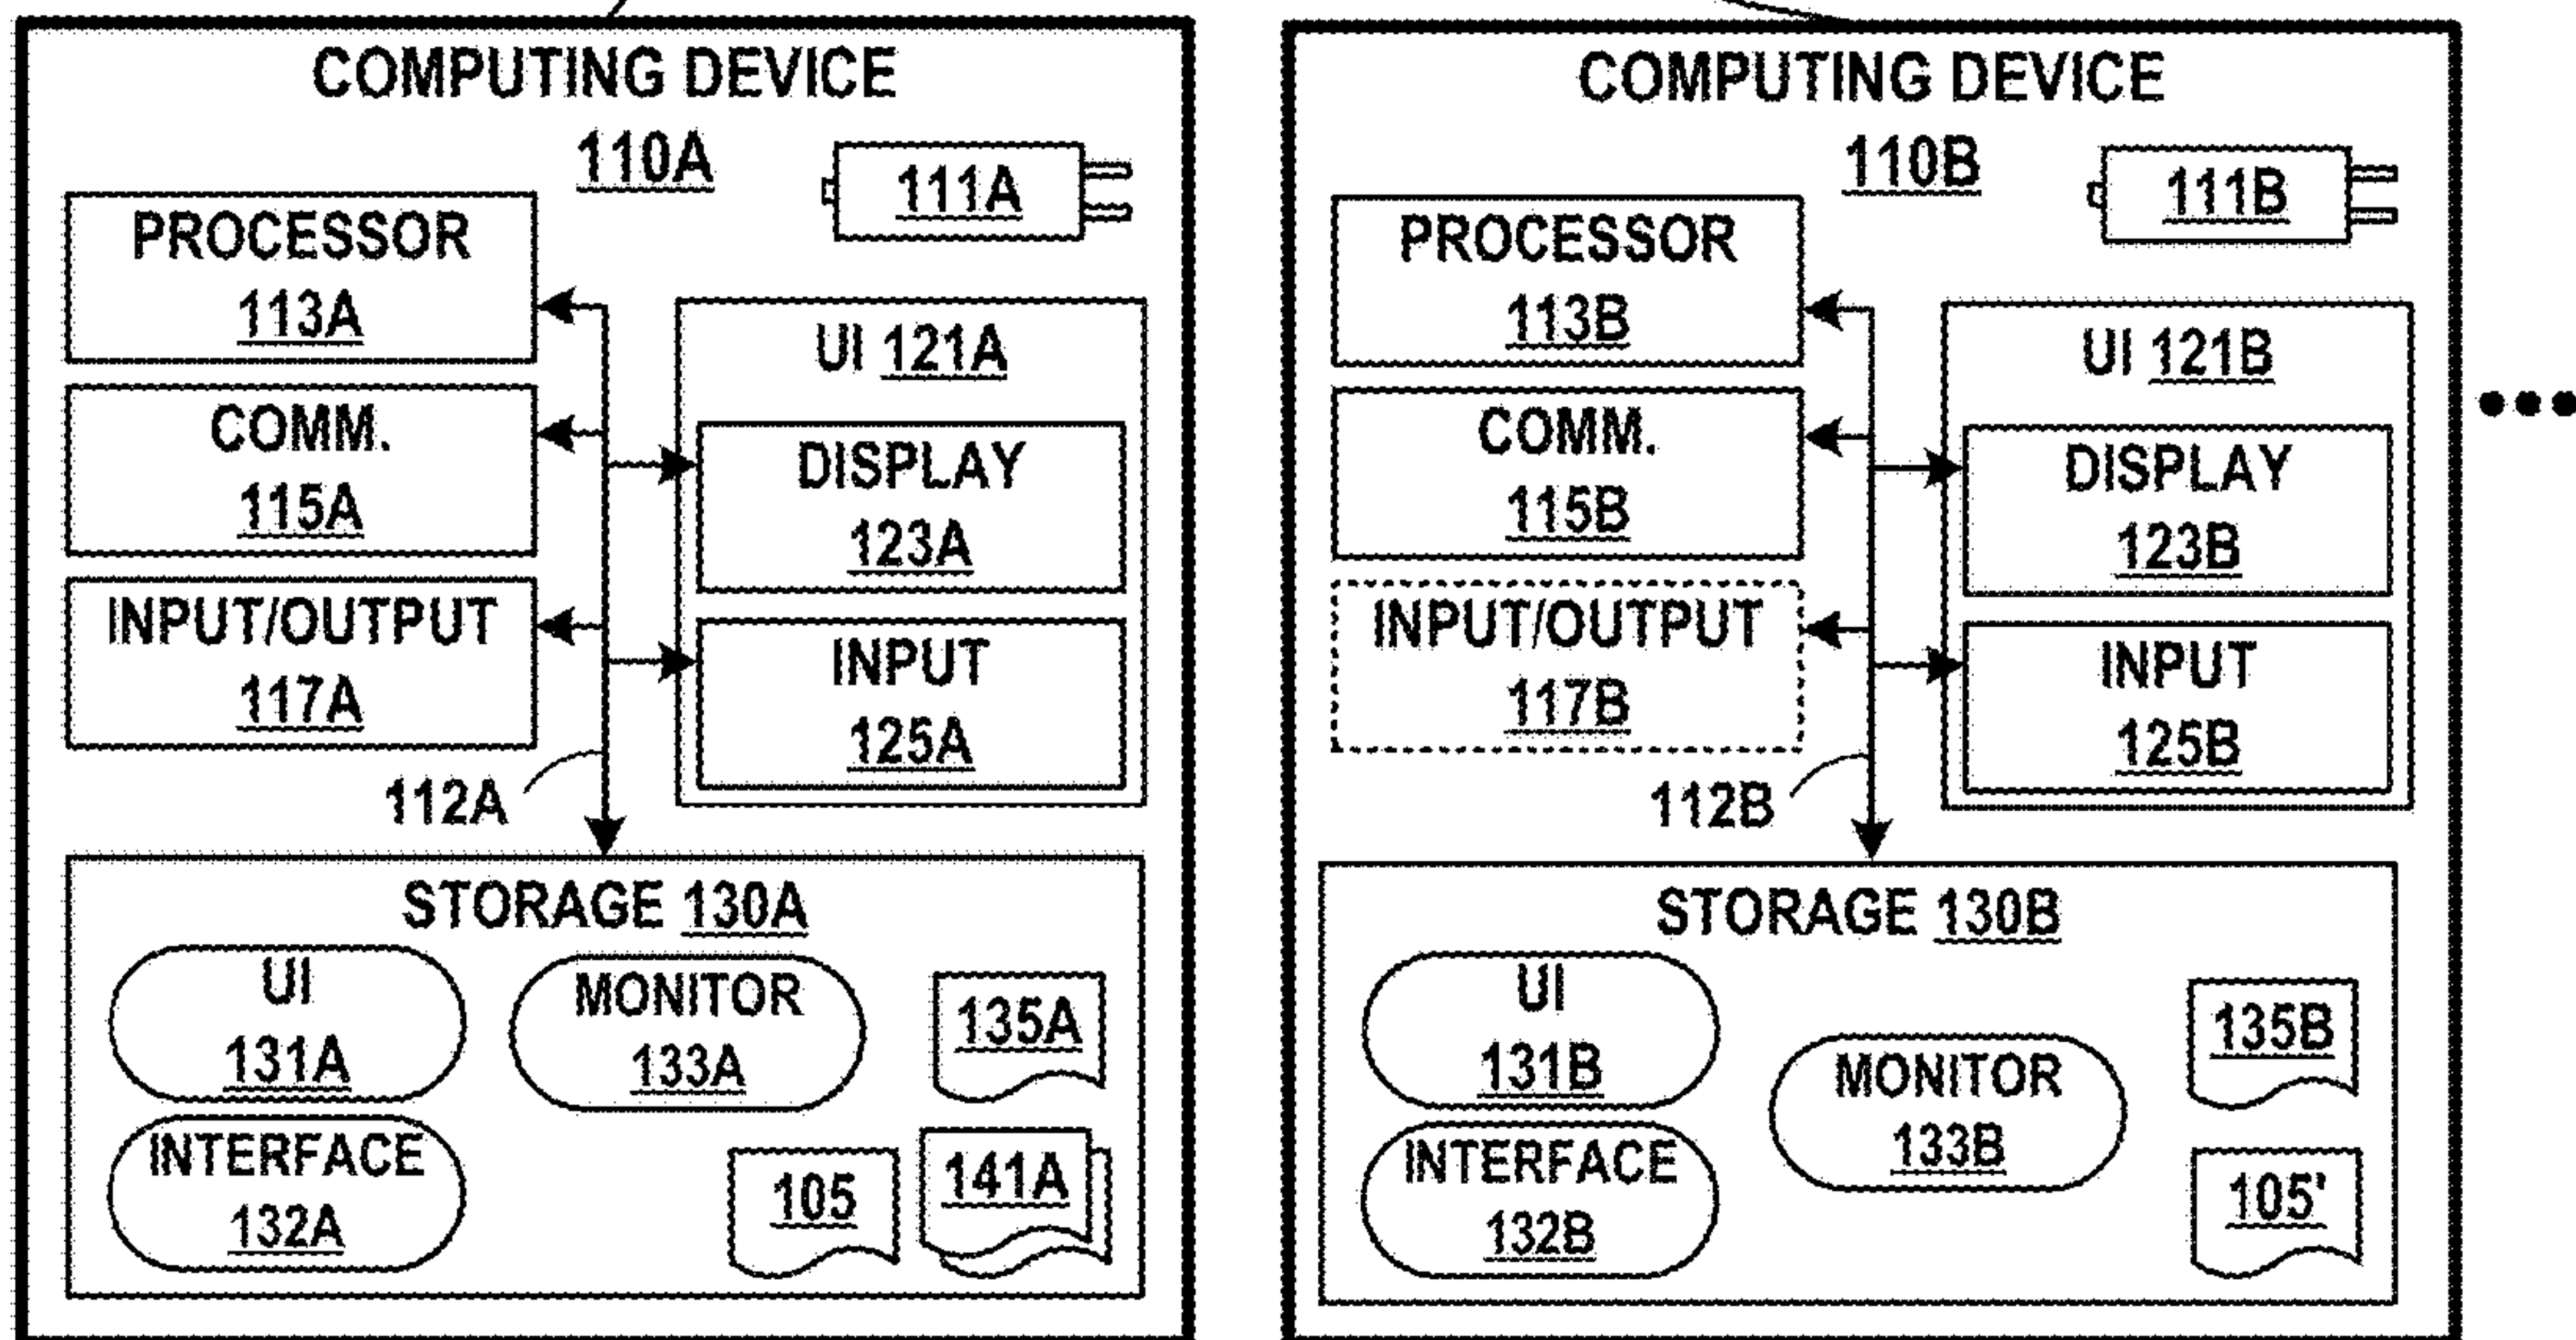 COMPUTING DEVICE
110A
111A
PROCESSOR
113A
UI 121A
COMM.
115A
DISPLAY
123A
INPUT/OUTPUT
117A
INPUT
125A
112A
STORAGE 130A
UI
131A
MONITOR
133A
135A
INTERFACE
132A
105
141A
COMPUTING DEVICE
110B
111B
PROCESSOR
113B
UI 121B
COMM.
115B
DISPLAY
123B
INPUT/OUTPUT
117B
INPUT
125B
112B
STORAGE 130B
UI
131B
MONITOR
133B
135B
INTERFACE
132B
105'